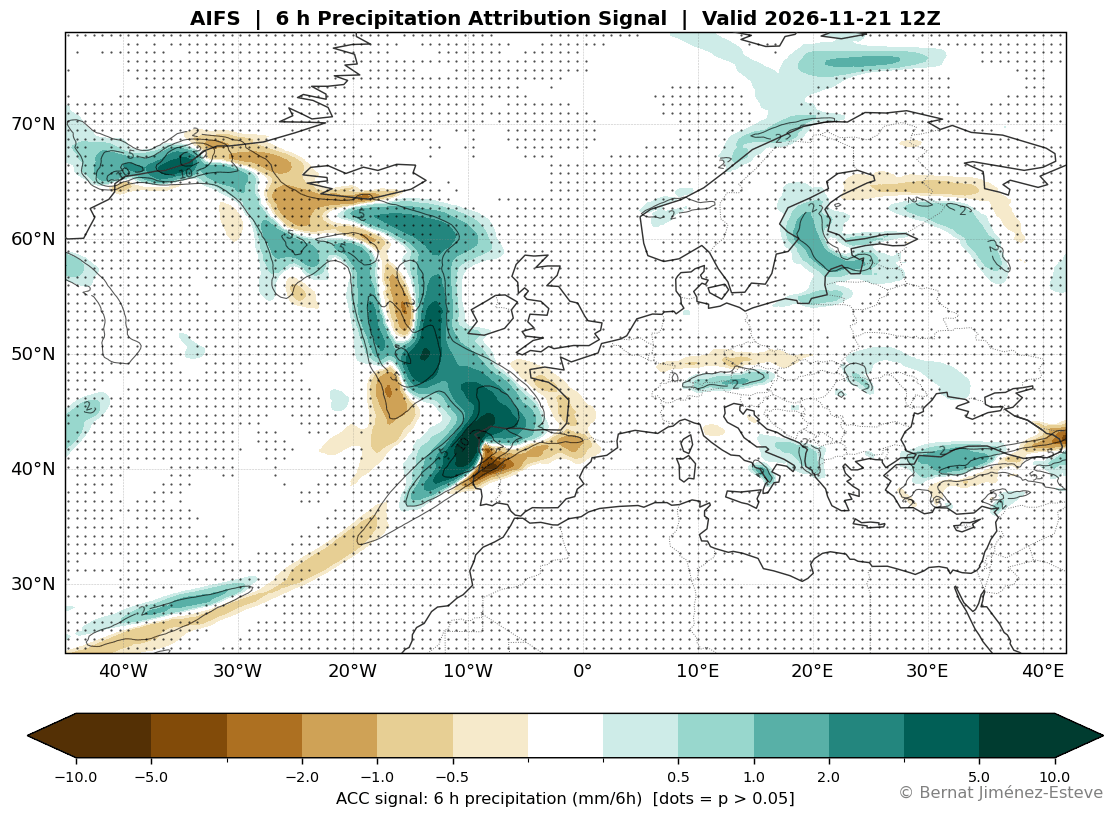 AIFS | 6 h Precipitation Attribution Signal | Valid 2026-11-21 12Z
70°N
60°N
50°N
40°N
30°N
40°W 30°W 20°W 10°W 0° 10°E 20°E 30°E 40°E
−10.0 −5.0 −2.0 −1.0 −0.5 0.5 1.0 2.0 5.0 10.0
ACC signal: 6 h precipitation (mm/6h) [dots = p > 0.05]
© Bernat Jiménez-Esteve